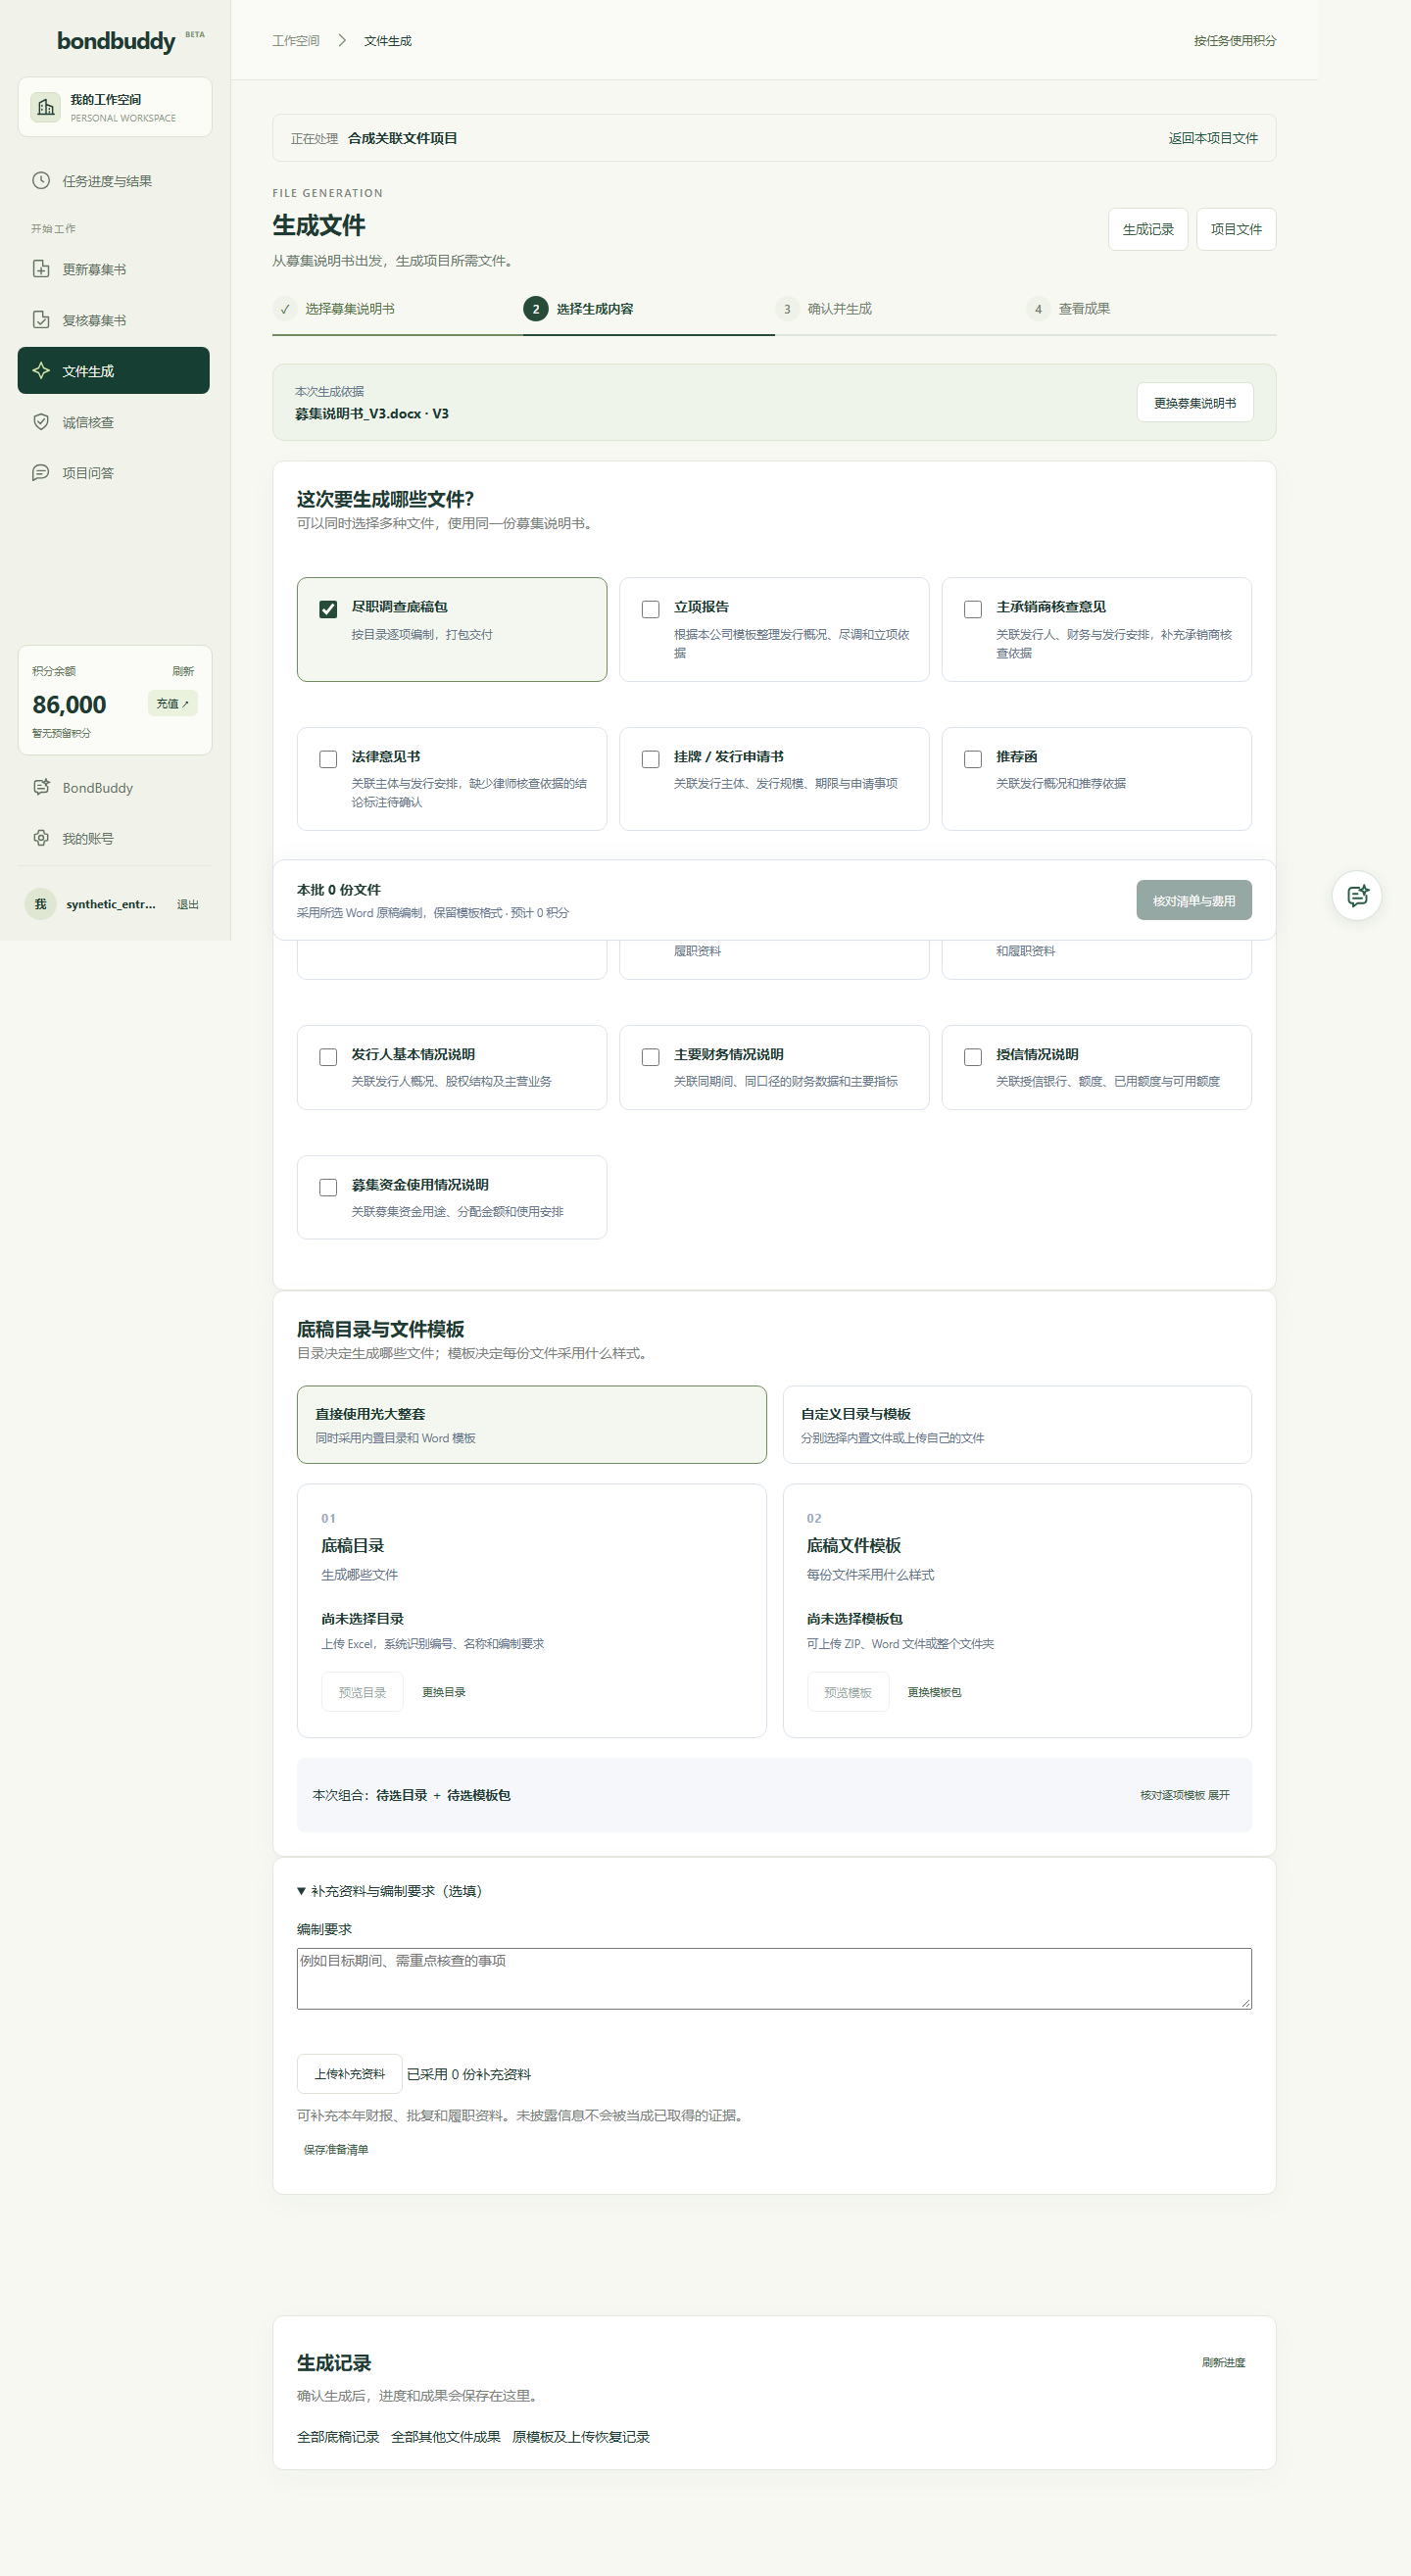 bondbuddy BETA
我的工作空间
PERSONAL WORKSPACE
任务进度与结果
开始工作
更新募集书
复核募集书
文件生成
诚信核查
项目问答
积分余额 刷新
86,000 充值 ↗
暂无预留积分
BondBuddy
我的账号
我 synthetic_entr... 退出
工作空间 文件生成 按任务使用积分
正在处理 合成关联文件项目 返回本项目文件
FILE GENERATION
生成文件
从募集说明书出发，生成项目所需文件。
生成记录 项目文件
✓ 选择募集说明书 2 选择生成内容 3 确认并生成 4 查看成果
本次生成依据
募集说明书_V3.docx · V3
更换募集说明书
这次要生成哪些文件？
可以同时选择多种文件，使用同一份募集说明书。
尽职调查底稿包
按目录逐项编制，打包交付
立项报告
根据本公司模板整理发行概况、尽调和立项依
据
主承销商核查意见
关联发行人、财务与发行安排，补充承销商核
查依据
法律意见书
关联主体与发行安排，缺少律师核查依据的结
论标注待确认
挂牌 / 发行申请书
关联发行主体、发行规模、期限与申请事项
推荐函
关联发行概况和推荐依据
本批 0 份文件
采用所选 Word 原稿编制，保留模板格式 · 预计 0 积分
核对清单与费用
履职资料
和履职资料
发行人基本情况说明
关联发行人概况、股权结构及主营业务
主要财务情况说明
关联同期间、同口径的财务数据和主要指标
授信情况说明
关联授信银行、额度、已用额度与可用额度
募集资金使用情况说明
关联募集资金用途、分配金额和使用安排
底稿目录与文件模板
目录决定生成哪些文件；模板决定每份文件采用什么样式。
直接使用光大整套
同时采用内置目录和 Word 模板
自定义目录与模板
分别选择内置文件或上传自己的文件
01
底稿目录
生成哪些文件
尚未选择目录
上传 Excel，系统识别编号、名称和编制要求
预览目录 更换目录
02
底稿文件模板
每份文件采用什么样式
尚未选择模板包
可上传 ZIP、Word 文件或整个文件夹
预览模板 更换模板包
本次组合：待选目录 + 待选模板包 核对逐项模板 展开
▼ 补充资料与编制要求（选填）
编制要求
例如目标期间、需重点核查的事项
上传补充资料 已采用 0 份补充资料
可补充本年财报、批复和履职资料。未披露信息不会被当成已取得的证据。
保存准备清单
生成记录 刷新进度
确认生成后，进度和成果会保存在这里。
全部底稿记录 全部其他文件成果 原模板及上传恢复记录